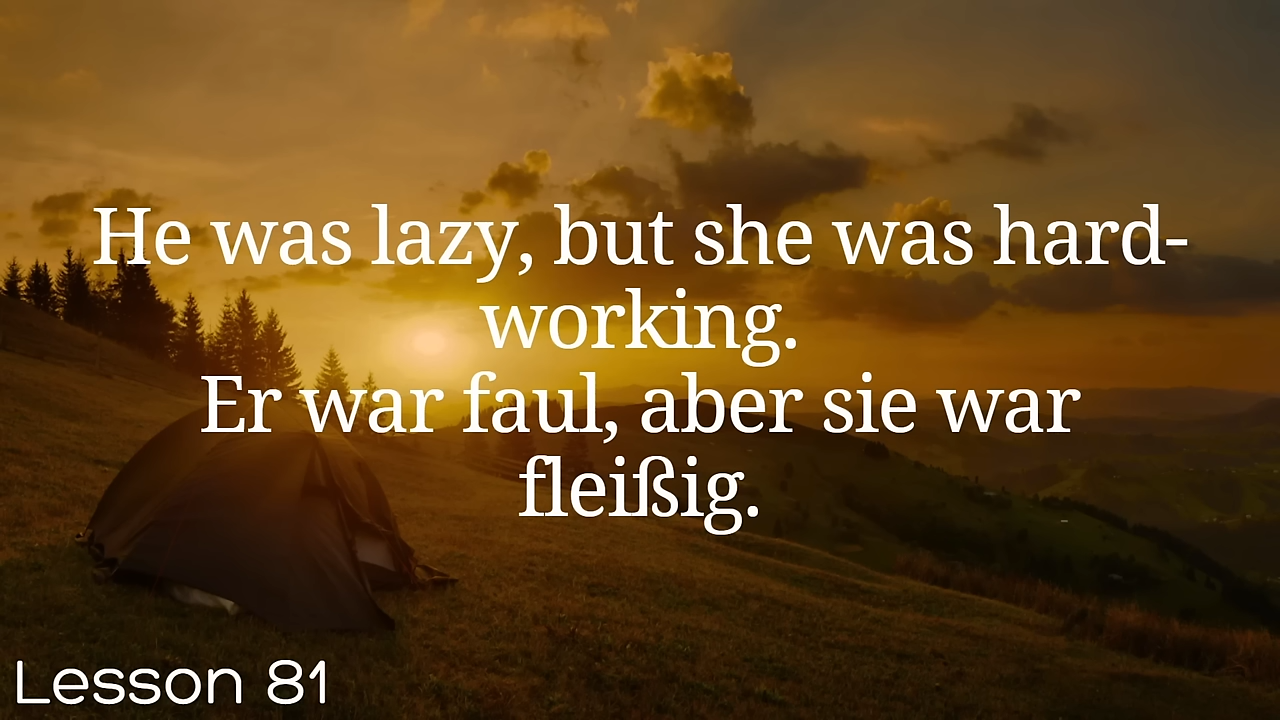 He was lazy, but she was hard-
working.
Er war faul, aber sie war
fleißig.
Lesson 81